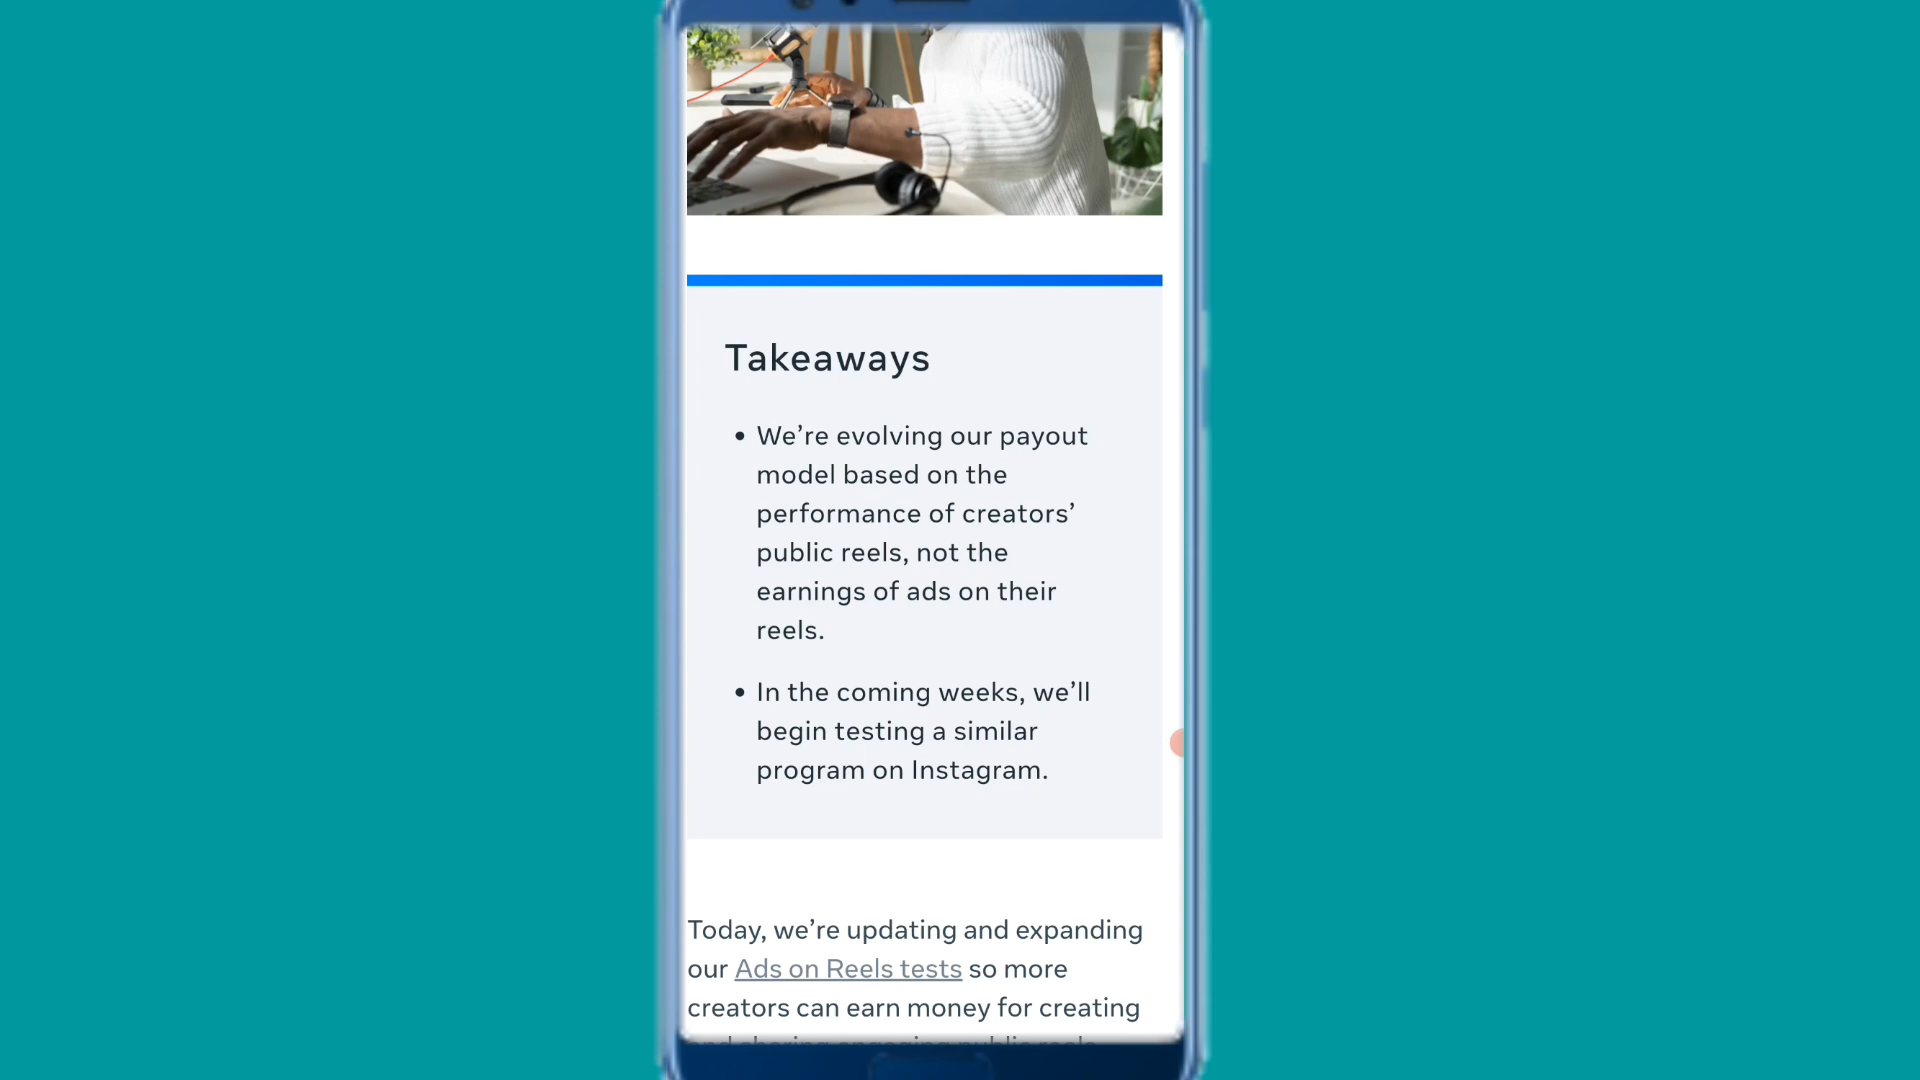 Takeaways
• We’re evolving our payout
model based on the
performance of creators’
public reels, not the
earnings of ads on their
reels.
• In the coming weeks, we’ll
begin testing a similar
program on Instagram.
Today, we’re updating and expanding
our Ads on Reels tests so more
creators can earn money for creating